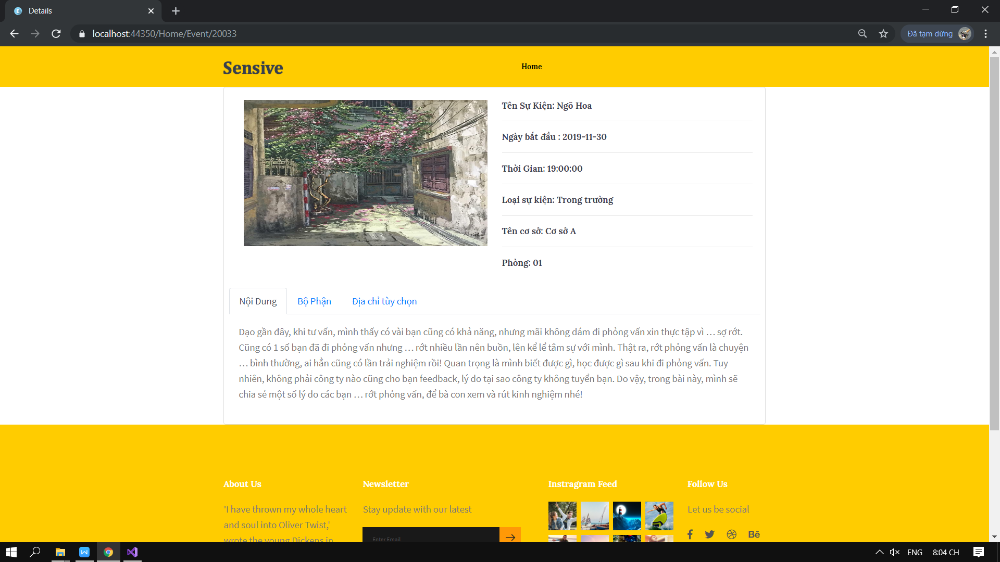 Details
localhost:44350/Home/Event/20033
Đã tạm dừng
Sensive
Home
Tên Sự Kiện: Ngõ Hoa
Ngày bắt đầu : 2019-11-30
Thời Gian: 19:00:00
Loại sự kiện: Trong trường
Tên cơ sở: Cơ sở A
Phòng: 01
Nội Dung
Bộ Phận
Địa chỉ tùy chọn
Dạo gần đây, khi tư vấn, mình thấy có vài bạn cũng có khả năng, nhưng mãi không dám đi phỏng vấn xin thực tập vì … sợ rớt.
Cũng có 1 số bạn đã đi phỏng vấn nhưng … rớt nhiều lần nên buồn, lên kể lể tâm sự với mình. Thật ra, rớt phỏng vấn là chuyện
… bình thường, ai hẳn cũng có lần trải nghiệm rồi! Quan trọng là mình biết được gì, học được gì sau khi đi phỏng vấn. Tuy
nhiên, không phải công ty nào cũng cho bạn feedback, lý do tại sao công ty không tuyển bạn. Do vậy, trong bài này, mình sẽ
chia sẻ một số lý do các bạn … rớt phỏng vấn, để bà con xem và rút kinh nghiệm nhé!
About Us
'I have thrown my whole heart
and soul into Oliver Twist,'
wrote the young Dickens in
Newsletter
Stay update with our latest
Enter Email
Instragram Feed
Follow Us
Let us be social
ENG
8:04 CH